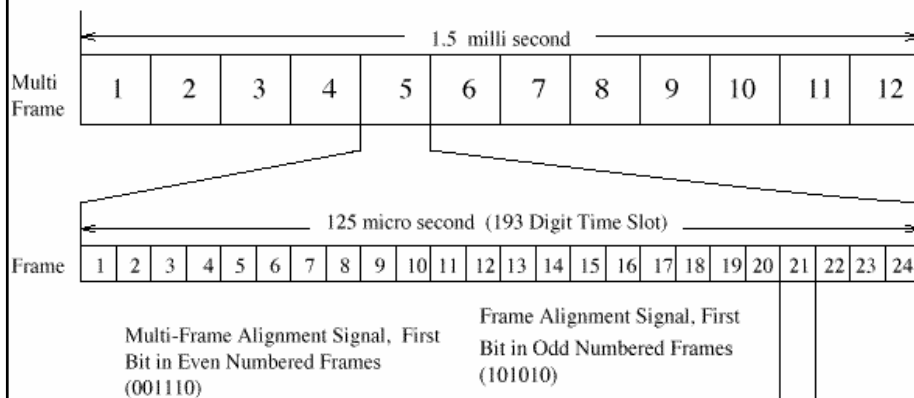 1.5 milli second
Multi
Frame
1 2 3 4 5 6 7 8 9 10 11 12
125 micro second (193 Digit Time Slot)
Frame
1 2 3 4 5 6 7 8 9 10 11 12 13 14 15 16 17 18 19 20 21 22 23 24
Multi-Frame Alignment Signal, First
Bit in Even Numbered Frames
(001110)
Frame Alignment Signal, First
Bit in Odd Numbered Frames
(101010)